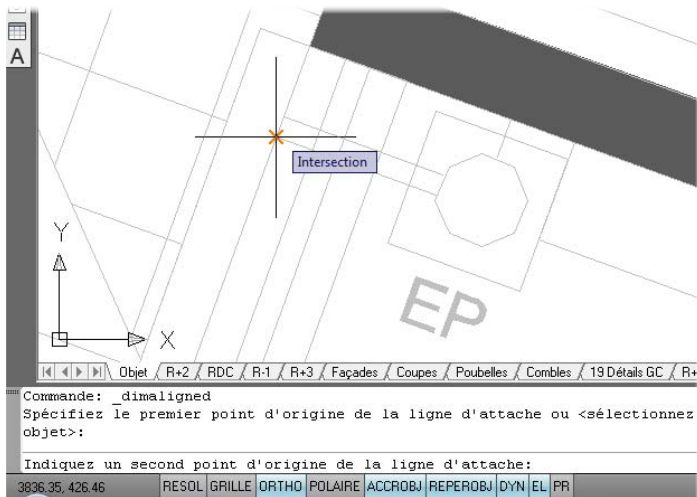 A
Intersection
Y
X
EP
Objet / R+2 / RDC / R-1 / R+3 / Façades / Coupes / Poubelles / Combles / 19 Détails GC / R+
Commande: _dimaligned
Spécifiez le premier point d'origine de la ligne d'attache ou <sélectionnez
objet>:
Indiquez un second point d'origine de la ligne d'attache:
3836.35, 426.46 RESOL GRILLE ORTHO POLAIRE ACCROBJ REPEROBJ DYN EL PR